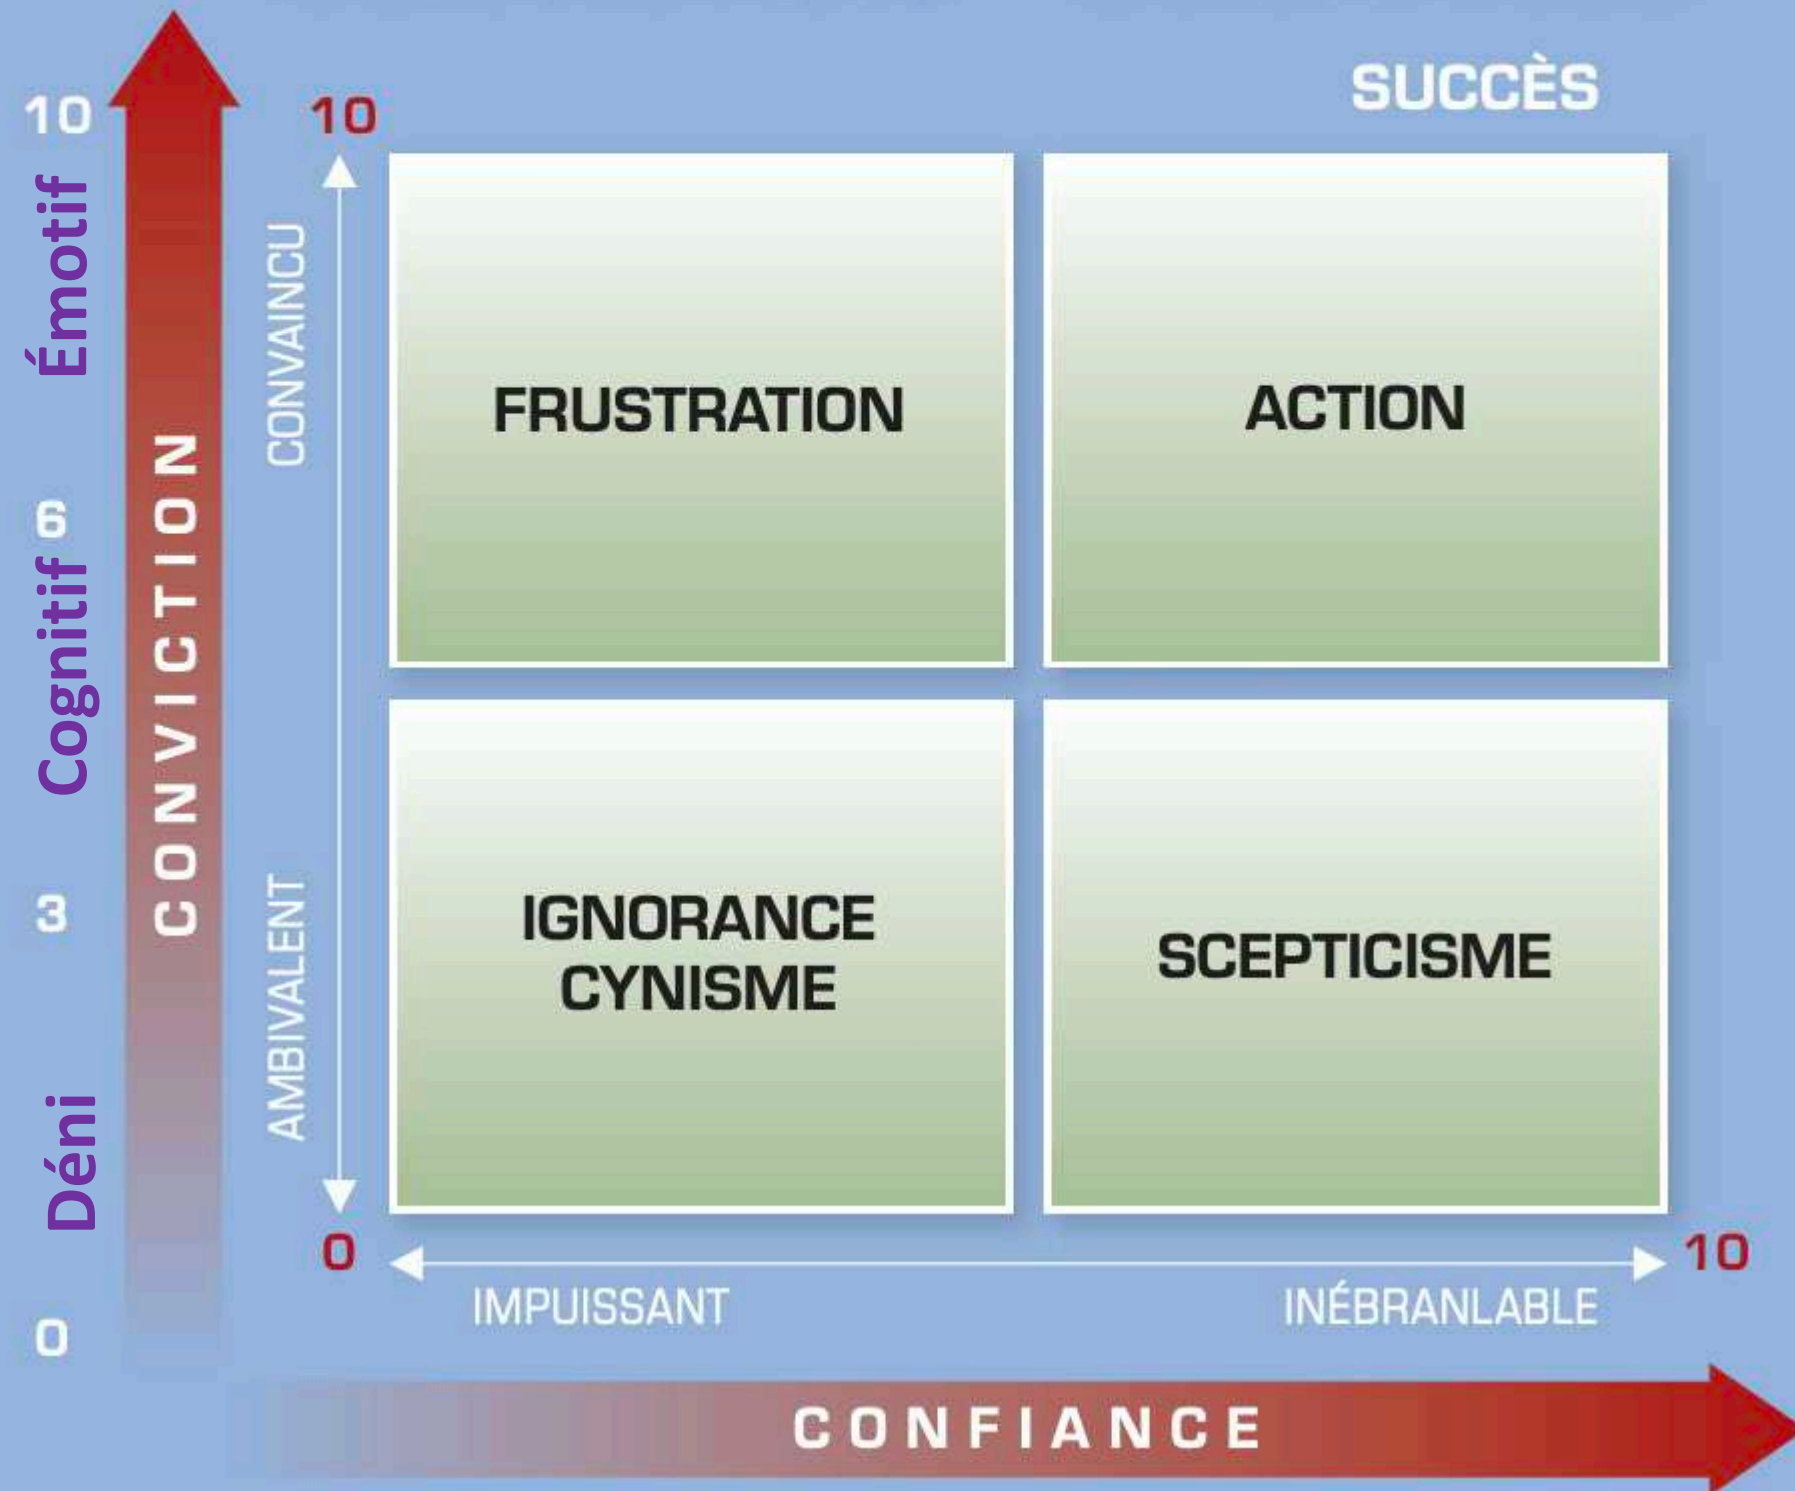 SUCCÈS
10
Émotif
6
Cognitif
3
Déni
0
CONVICTION
10
CONVAINCU
AMBIVALENT
0
FRUSTRATION
ACTION
IGNORANCE
CYNISME
SCEPTICISME
10
IMPUISSANT
INÉBRANLABLE
CONFIANCE